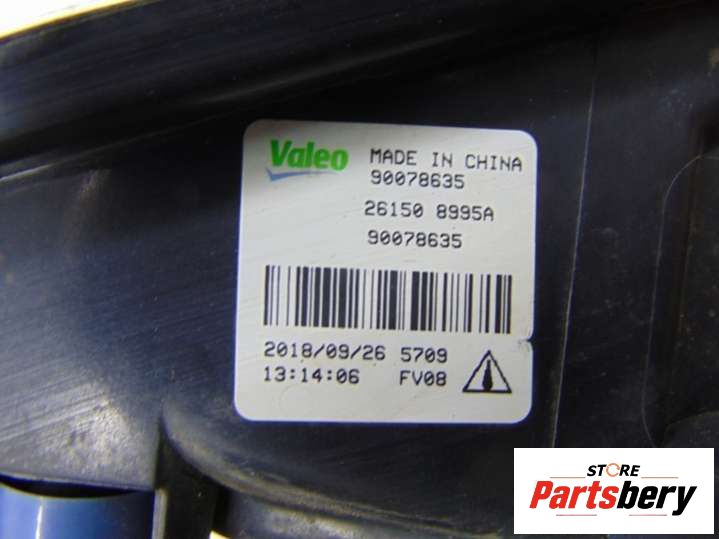 Valeo MADE IN CHINA
90078635
26150 8995A
90078635
2018/09/26 5709
13:14:06 FV08
STORE
Partsbery